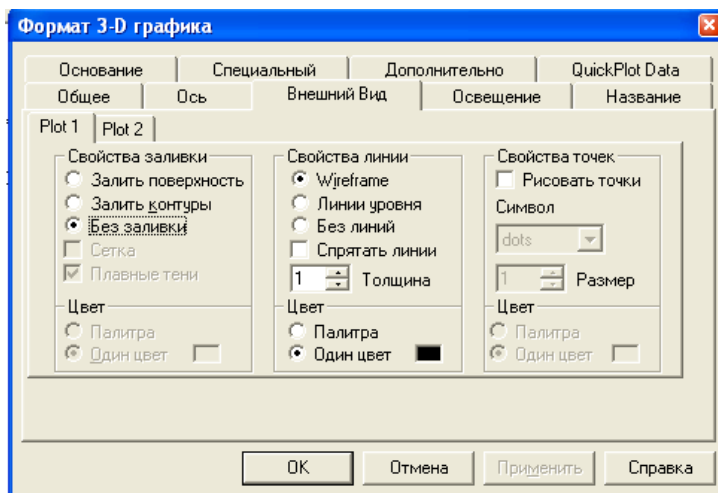 Формат 3-D графика
Основание Специальный Дополнительно QuickPlot Data
Общее Ось Внешний Вид Освещение Название
Plot 1 Plot 2
Свойства заливки
Залить поверхность
Залить контуры
Без заливки
Сетка
Плавные тени
Цвет
Палитра
Один цвет
Свойства линии
Wireframe
Линии уровня
Без линий
Спрятать линии
1 Толщина
Цвет
Палитра
Один цвет
Свойства точек
Рисовать точки
Символ
dots
1 Размер
Цвет
Палитра
Один цвет
OK Отмена Применить Справка